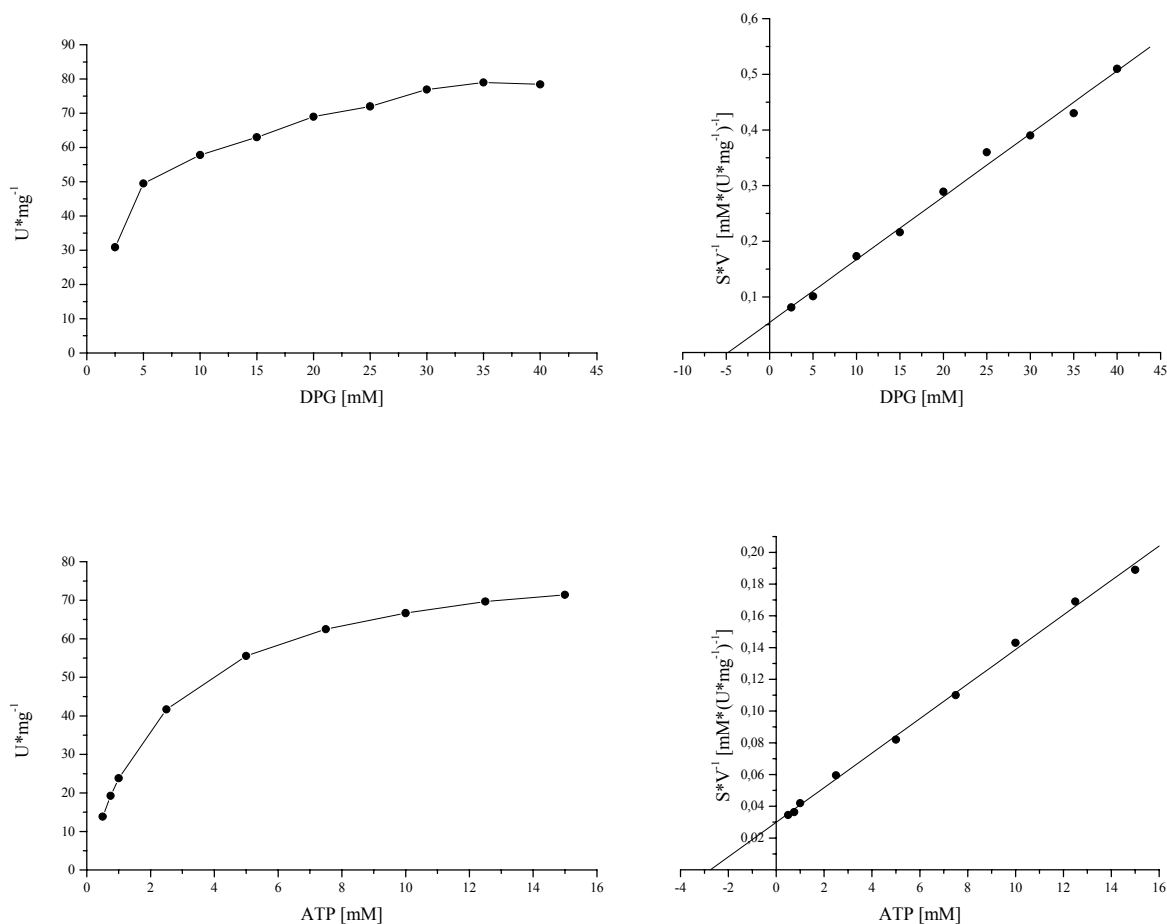 90
80
70
60
50
40
30
20
10
0
U*mg⁻¹
0 5 10 15 20 25 30 35 40 45
DPG [mM]
0,6
0,5
0,4
0,3
0,2
0,1
S*V⁻¹ [mM*(U*mg⁻¹)⁻¹]
-10 -5 0 5 10 15 20 25 30 35 40 45
DPG [mM]
80
70
60
50
40
30
20
10
0
U*mg⁻¹
0 2 4 6 8 10 12 14 16
ATP [mM]
0,20
0,18
0,16
0,14
0,12
0,10
0,08
0,06
0,04
0,02
S*V⁻¹ [mM*(U*mg⁻¹)⁻¹]
-4 -2 0 2 4 6 8 10 12 14 16
ATP [mM]